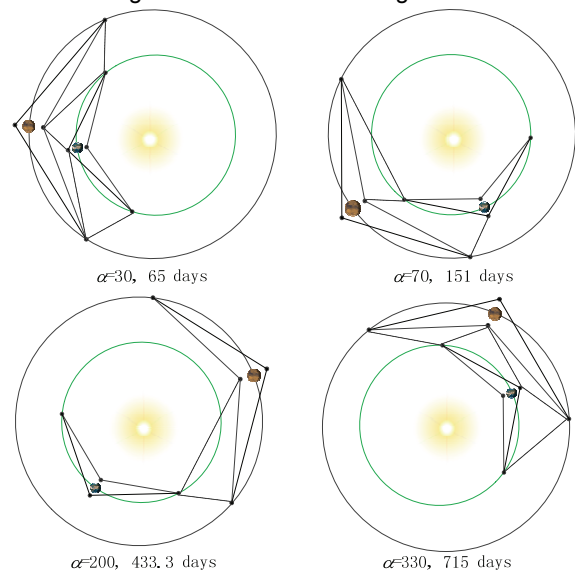 α=30, 65 days
α=70, 151 days
α=200, 433.3 days
α=330, 715 days